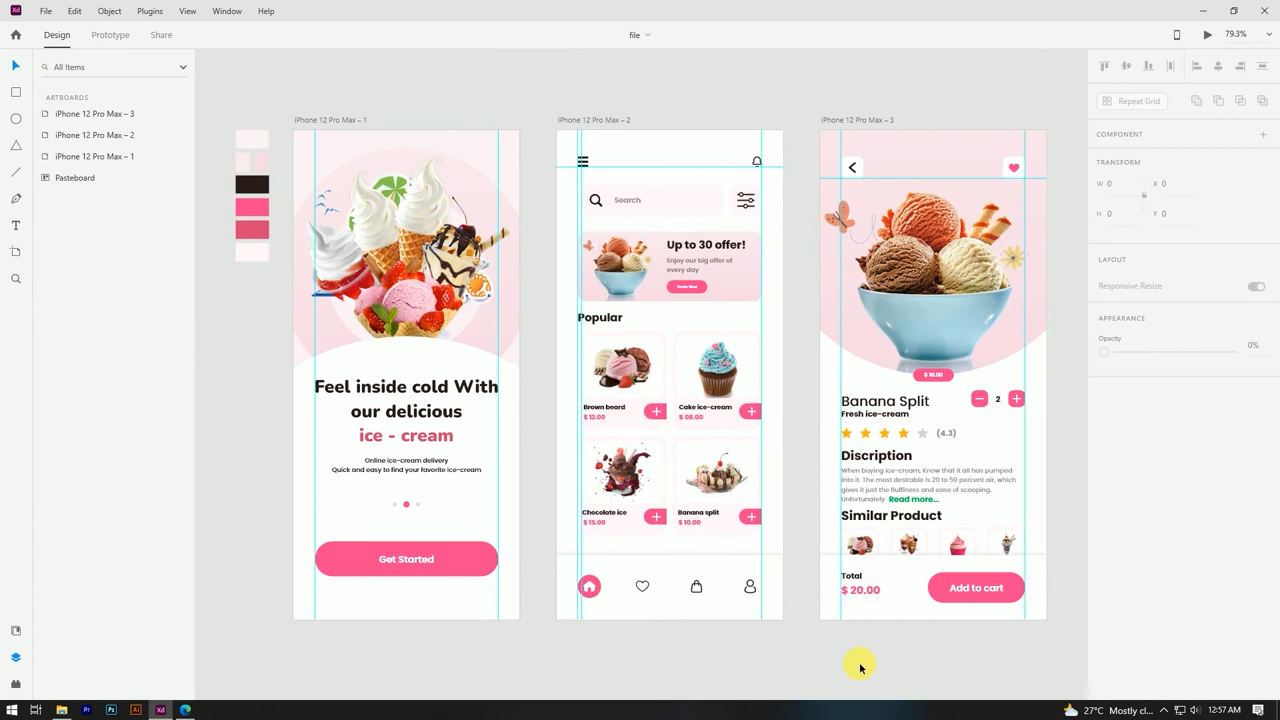 Xd File Edit Object Plugins View Window Help
Design Prototype Share file 79.3%
All Items
ARTBOARDS
iPhone 12 Pro Max – 3
iPhone 12 Pro Max – 2
iPhone 12 Pro Max – 1
Pasteboard
iPhone 12 Pro Max – 1
Feel inside cold With
our delicious
ice - cream
Online ice-cream delivery
Quick and easy to find your favorite ice-cream
Get Started
iPhone 12 Pro Max – 2
Search
Up to 30 offer!
Enjoy our big offer of
every day
Order Now
Popular
Brown beard
$ 12.00
Cake ice-cream
$ 08.00
Chocolate ice
$ 15.00
Banana split
$ 10.00
iPhone 12 Pro Max – 3
Banana Split
2
Fresh ice-cream
(4.3)
Discription
When buying ice-cream, Know that it all has pumped
into it. The most desirable is 20 to 50 percent air, which
gives it just the fluffiness and ease of scooping.
Unfortunately Read more...
Similar Product
Total
$ 20.00
Add to cart
Repeat Grid
COMPONENT
TRANSFORM
W 0 X 0
H 0 Y 0
LAYOUT
Responsive Resize
APPEARANCE
Opacity
0%
Pr Ps Ai Xd 27°C Mostly cl... 12:57 AM